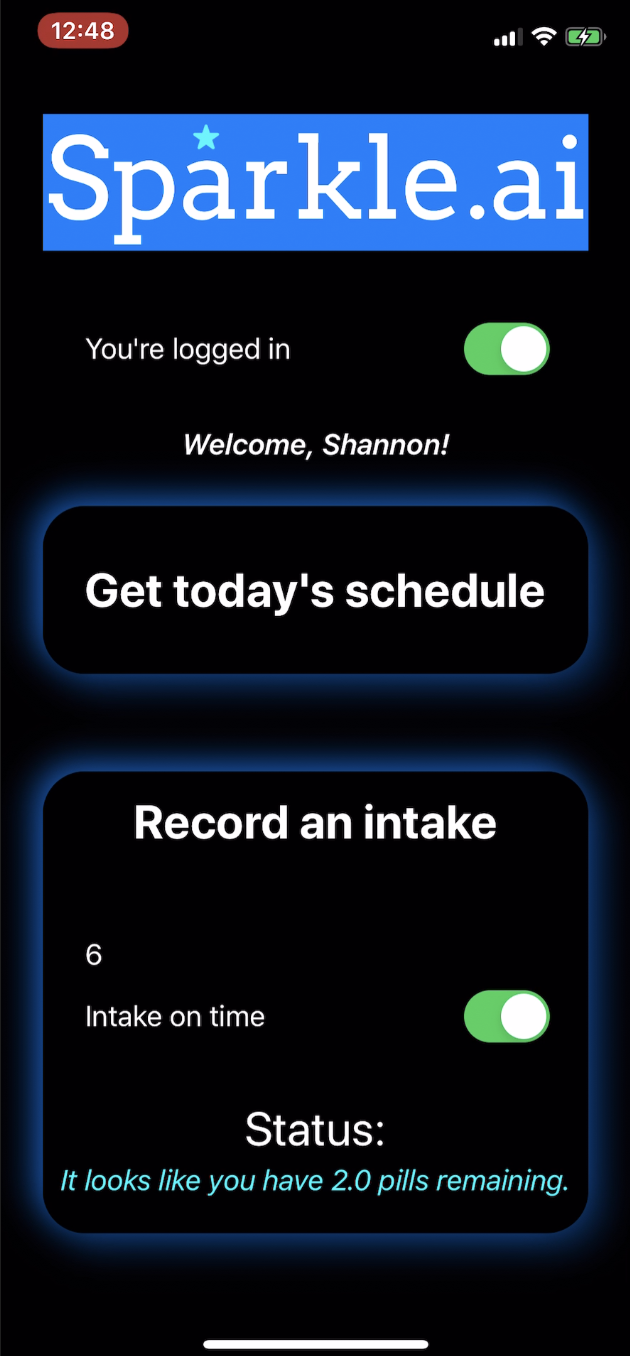 12:48
Sparkle.ai
You're logged in
Welcome, Shannon!
Get today's schedule
Record an intake
6
Intake on time
Status:
It looks like you have 2.0 pills remaining.